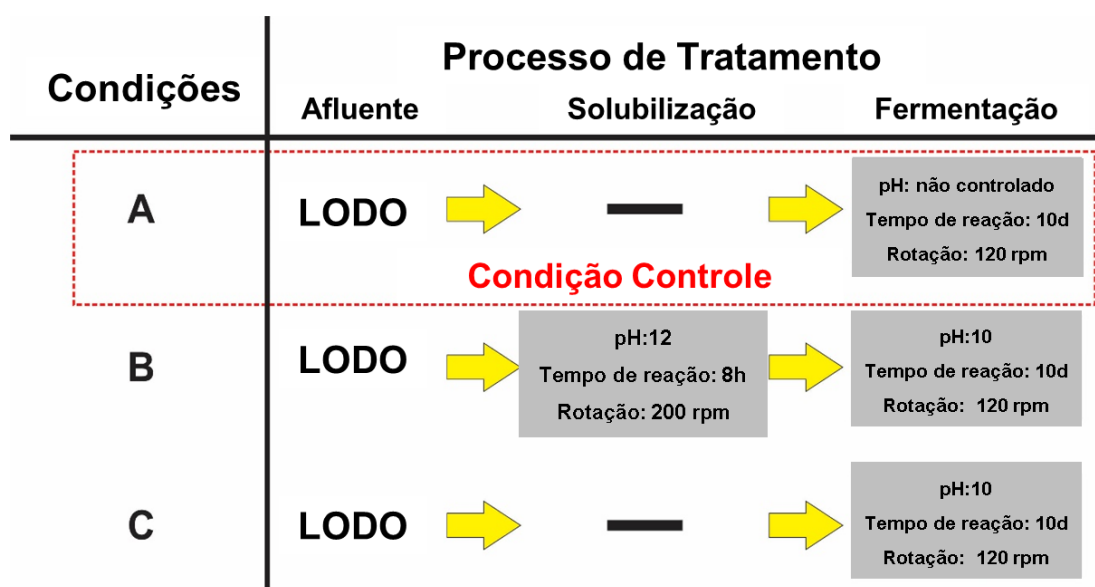 Condições
Processo de Tratamento
Afluente
Solubilização
Fermentação
A
LODO
pH: não controlado
Tempo de reação: 10d
Rotação: 120 rpm
Condição Controle
B
LODO
pH:12
Tempo de reação: 8h
Rotação: 200 rpm
pH:10
Tempo de reação: 10d
Rotação: 120 rpm
C
LODO
pH:10
Tempo de reação: 10d
Rotação: 120 rpm